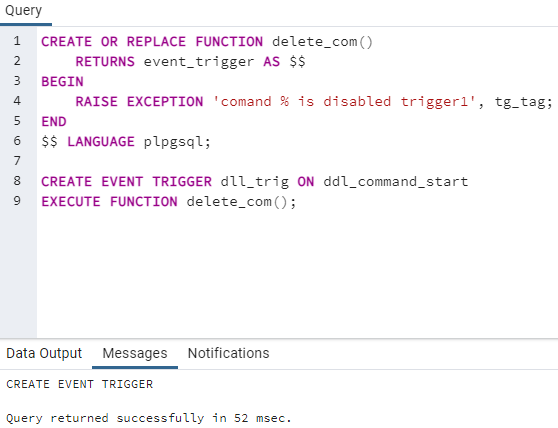 Query
1 CREATE OR REPLACE FUNCTION delete_com()
2     RETURNS event_trigger AS $$
3 BEGIN
4     RAISE EXCEPTION 'comand % is disabled trigger1', tg_tag;
5 END
6 $$ LANGUAGE plpgsql;
7
8 CREATE EVENT TRIGGER dll_trig ON ddl_command_start
9 EXECUTE FUNCTION delete_com();
Data Output Messages Notifications
CREATE EVENT TRIGGER
Query returned successfully in 52 msec.